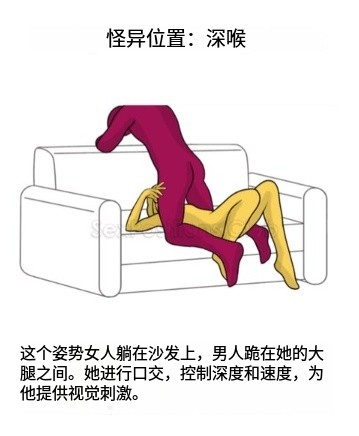 怪异位置：深喉
这个姿势女人躺在沙发上，男人跪在她的大
腿之间。她进行口交，控制深度和速度，为
他提供视觉刺激。